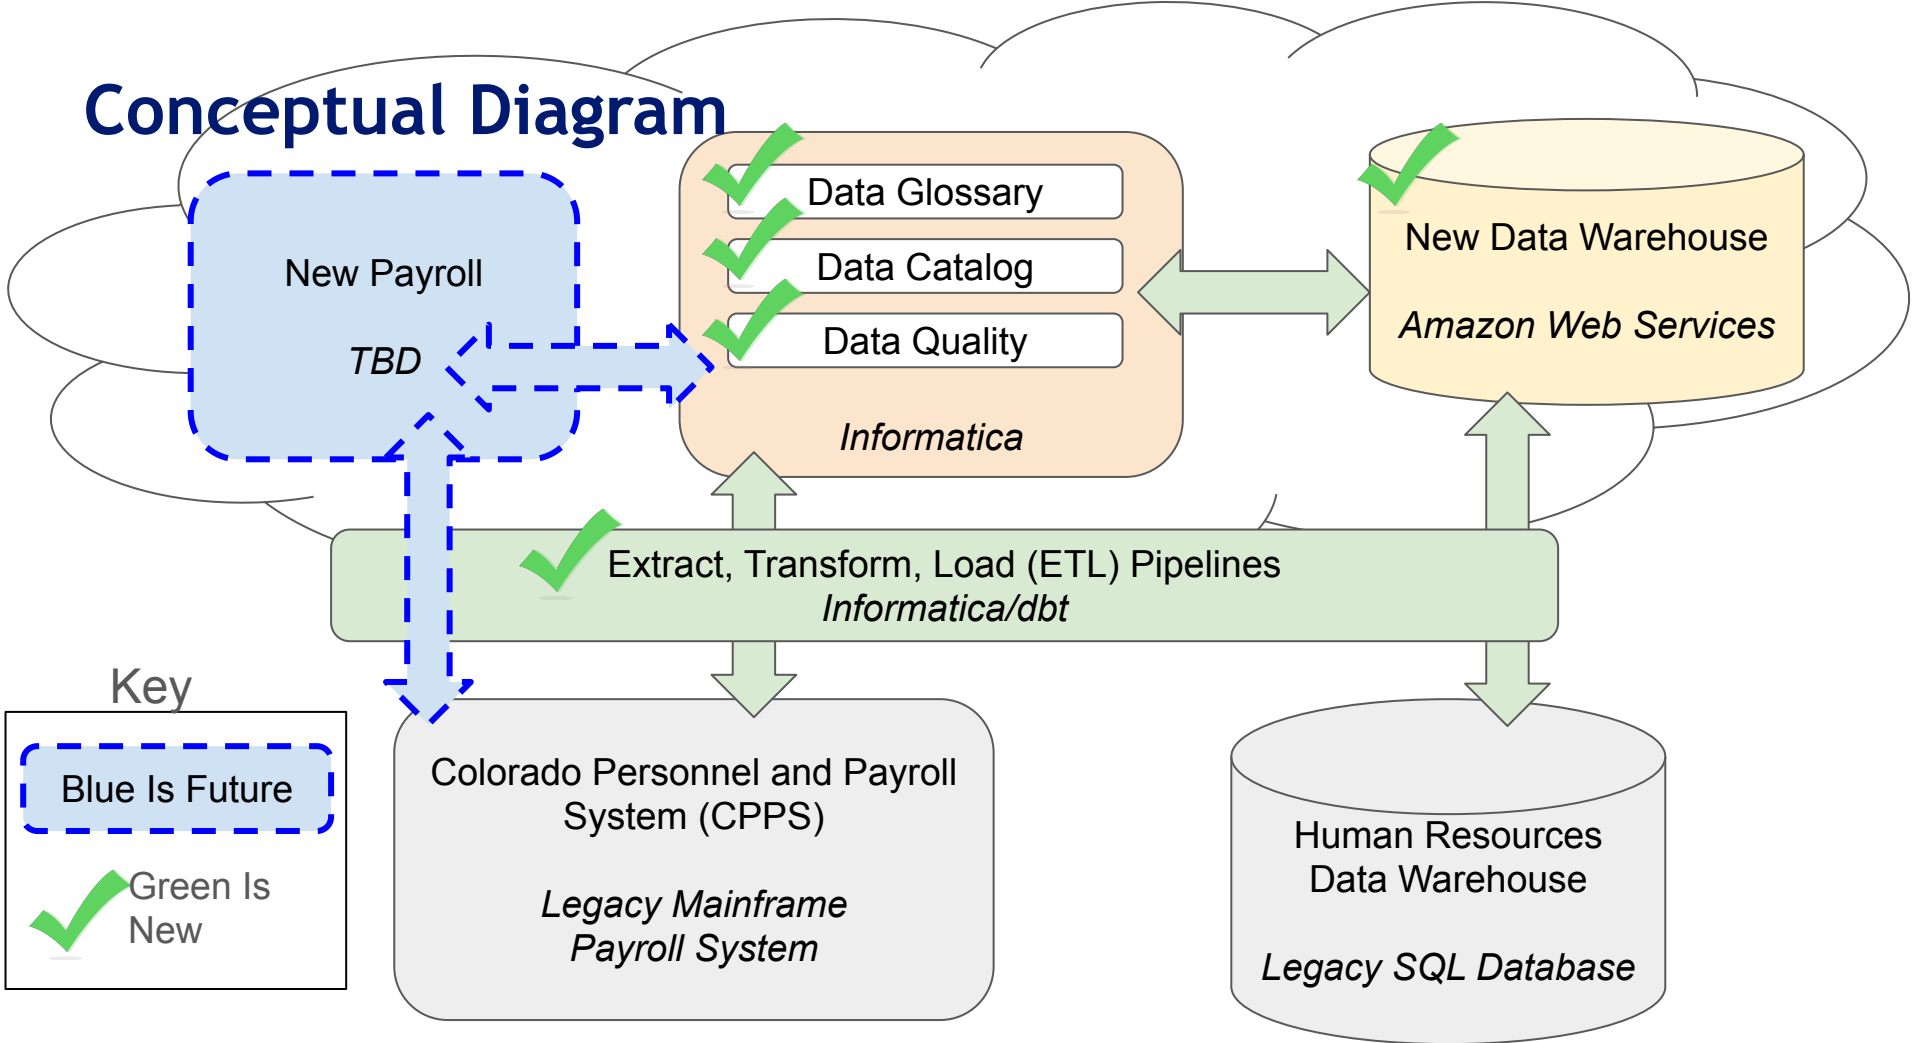 Conceptual Diagram
New Payroll
TBD
Data Glossary
Data Catalog
Data Quality
Informatica
New Data Warehouse
Amazon Web Services
Extract, Transform, Load (ETL) Pipelines
Informatica/dbt
Key
Blue Is Future
Green Is
New
Colorado Personnel and Payroll
System (CPPS)
Legacy Mainframe
Payroll System
Human Resources
Data Warehouse
Legacy SQL Database